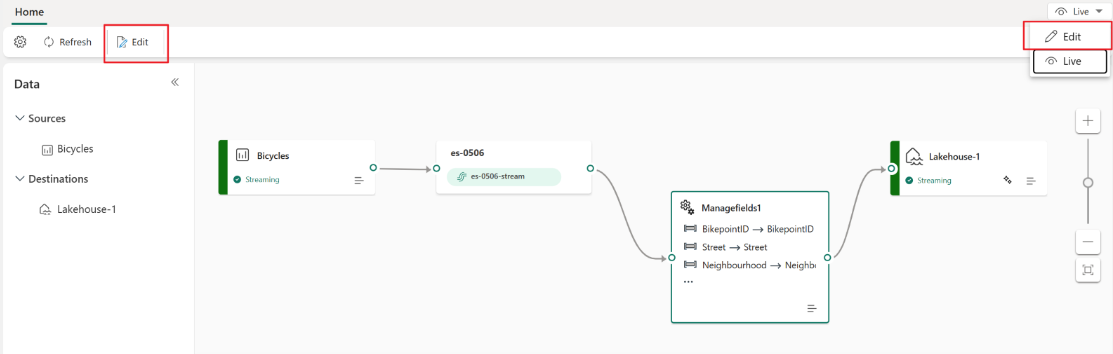 Home
Live
Refresh
Edit
Edit
Live
Data
Sources
Bicycles
Destinations
Lakehouse-1
Bicycles
Streaming
es-0506
es-0506-stream
Managefields1
BikepointID → BikepointID
Street → Street
Neighbourhood → Neighbo
...
Lakehouse-1
Streaming